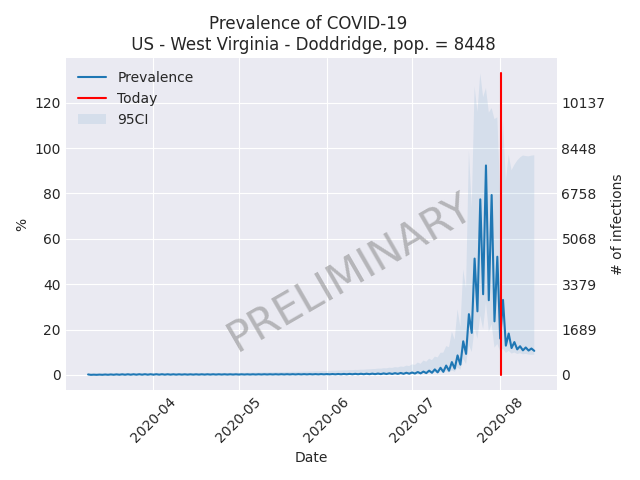 Prevalence of COVID-19
US - West Virginia - Doddridge, pop. = 8448
Prevalence
Today
95CI
120
100
80
60
40
20
0
%
10137
8448
6758
5068
3379
1689
0
# of infections
PRELIMINARY
2020-04
2020-05
2020-06
2020-07
2020-08
Date